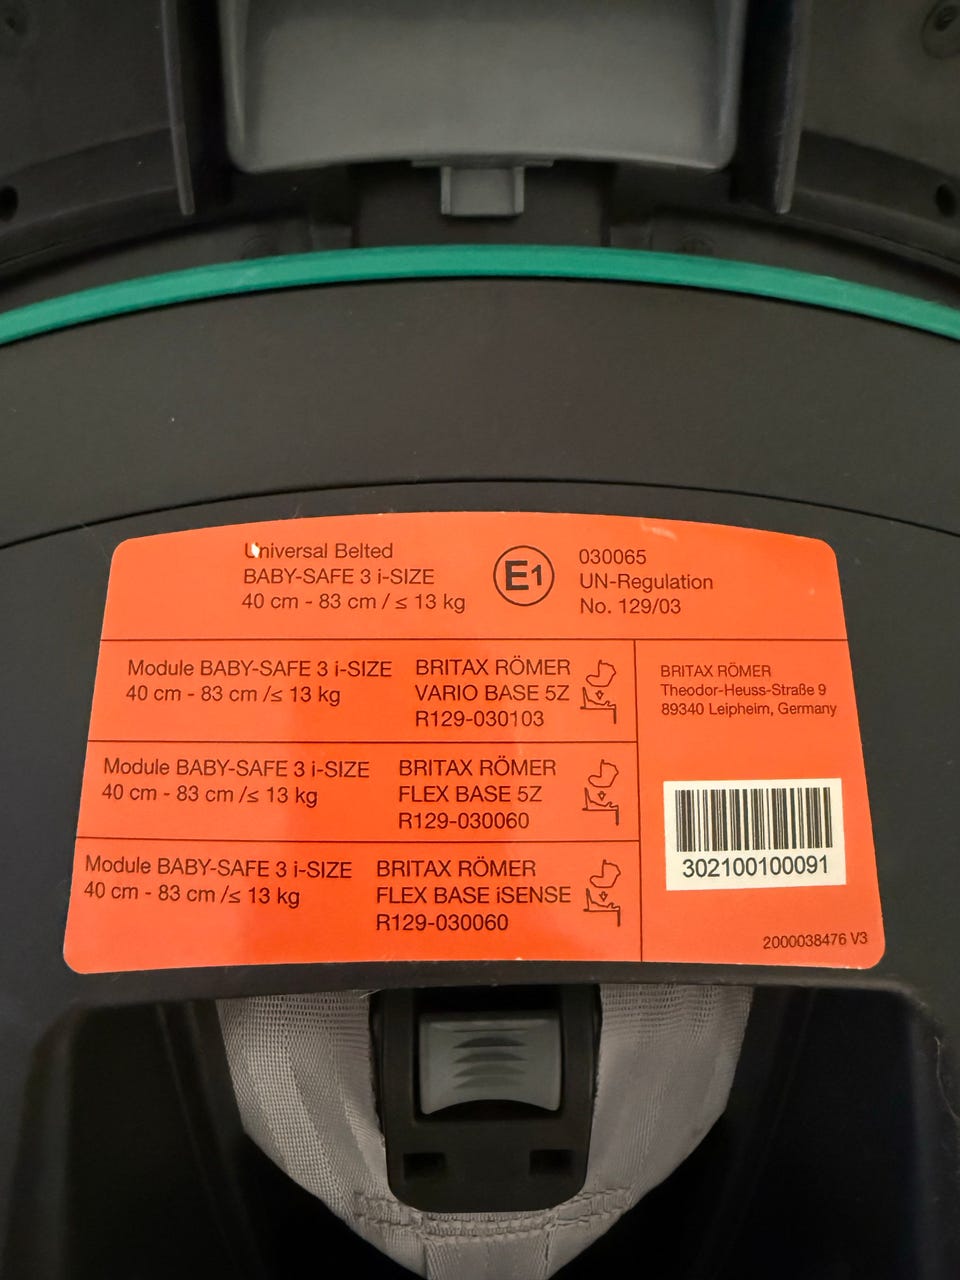 Universal Belted
BABY-SAFE 3 i-SIZE
40 cm - 83 cm / ≤ 13 kg
E1
030065
UN-Regulation
No. 129/03
Module BABY-SAFE 3 i-SIZE
40 cm - 83 cm /≤ 13 kg
BRITAX RÖMER
VARIO BASE 5Z
R129-030103
Module BABY-SAFE 3 i-SIZE
40 cm - 83 cm /≤ 13 kg
BRITAX RÖMER
FLEX BASE 5Z
R129-030060
Module BABY-SAFE 3 i-SIZE
40 cm - 83 cm /≤ 13 kg
BRITAX RÖMER
FLEX BASE iSENSE
R129-030060
BRITAX RÖMER
Theodor-Heuss-Straße 9
89340 Leipheim, Germany
302100100091
2000038476 V3